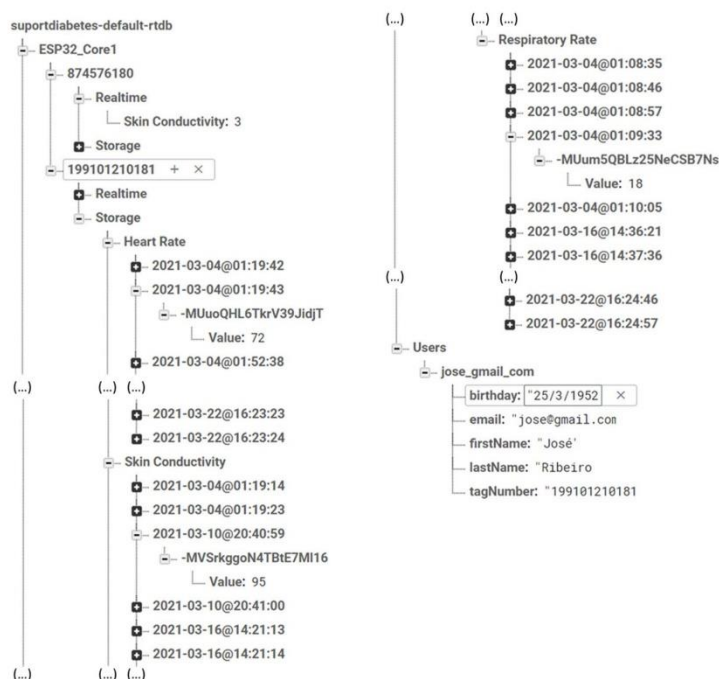 suportdiabetes-default-rtdb
ESP32_Core1
874576180
Realtime
Skin Conductivity: 3
Storage
199101210181 + ×
Realtime
Storage
Heart Rate
2021-03-04@01:19:42
2021-03-04@01:19:43
-MUuoQHL6TkrV39JidjT
Value: 72
2021-03-04@01:52:38
(...) (...) (...)
2021-03-22@16:23:23
2021-03-22@16:23:24
Skin Conductivity
2021-03-04@01:19:14
2021-03-04@01:19:23
2021-03-10@20:40:59
-MVSrkggoN4TBtE7MI16
Value: 95
2021-03-10@20:41:00
2021-03-16@14:21:13
2021-03-16@14:21:14
(...) (...) (...)
(...) (...)
Respiratory Rate
2021-03-04@01:08:35
2021-03-04@01:08:46
2021-03-04@01:08:57
2021-03-04@01:09:33
-MUum5QBLz25NeCSB7Ns
Value: 18
2021-03-04@01:10:05
2021-03-16@14:36:21
2021-03-16@14:37:36
(...) (...)
2021-03-22@16:24:46
2021-03-22@16:24:57
Users
jose_gmail_com
birthday: "25/3/1952 ×
email: "jose@gmail.com
firstName: "José'
lastName: "Ribeiro
tagNumber: "199101210181